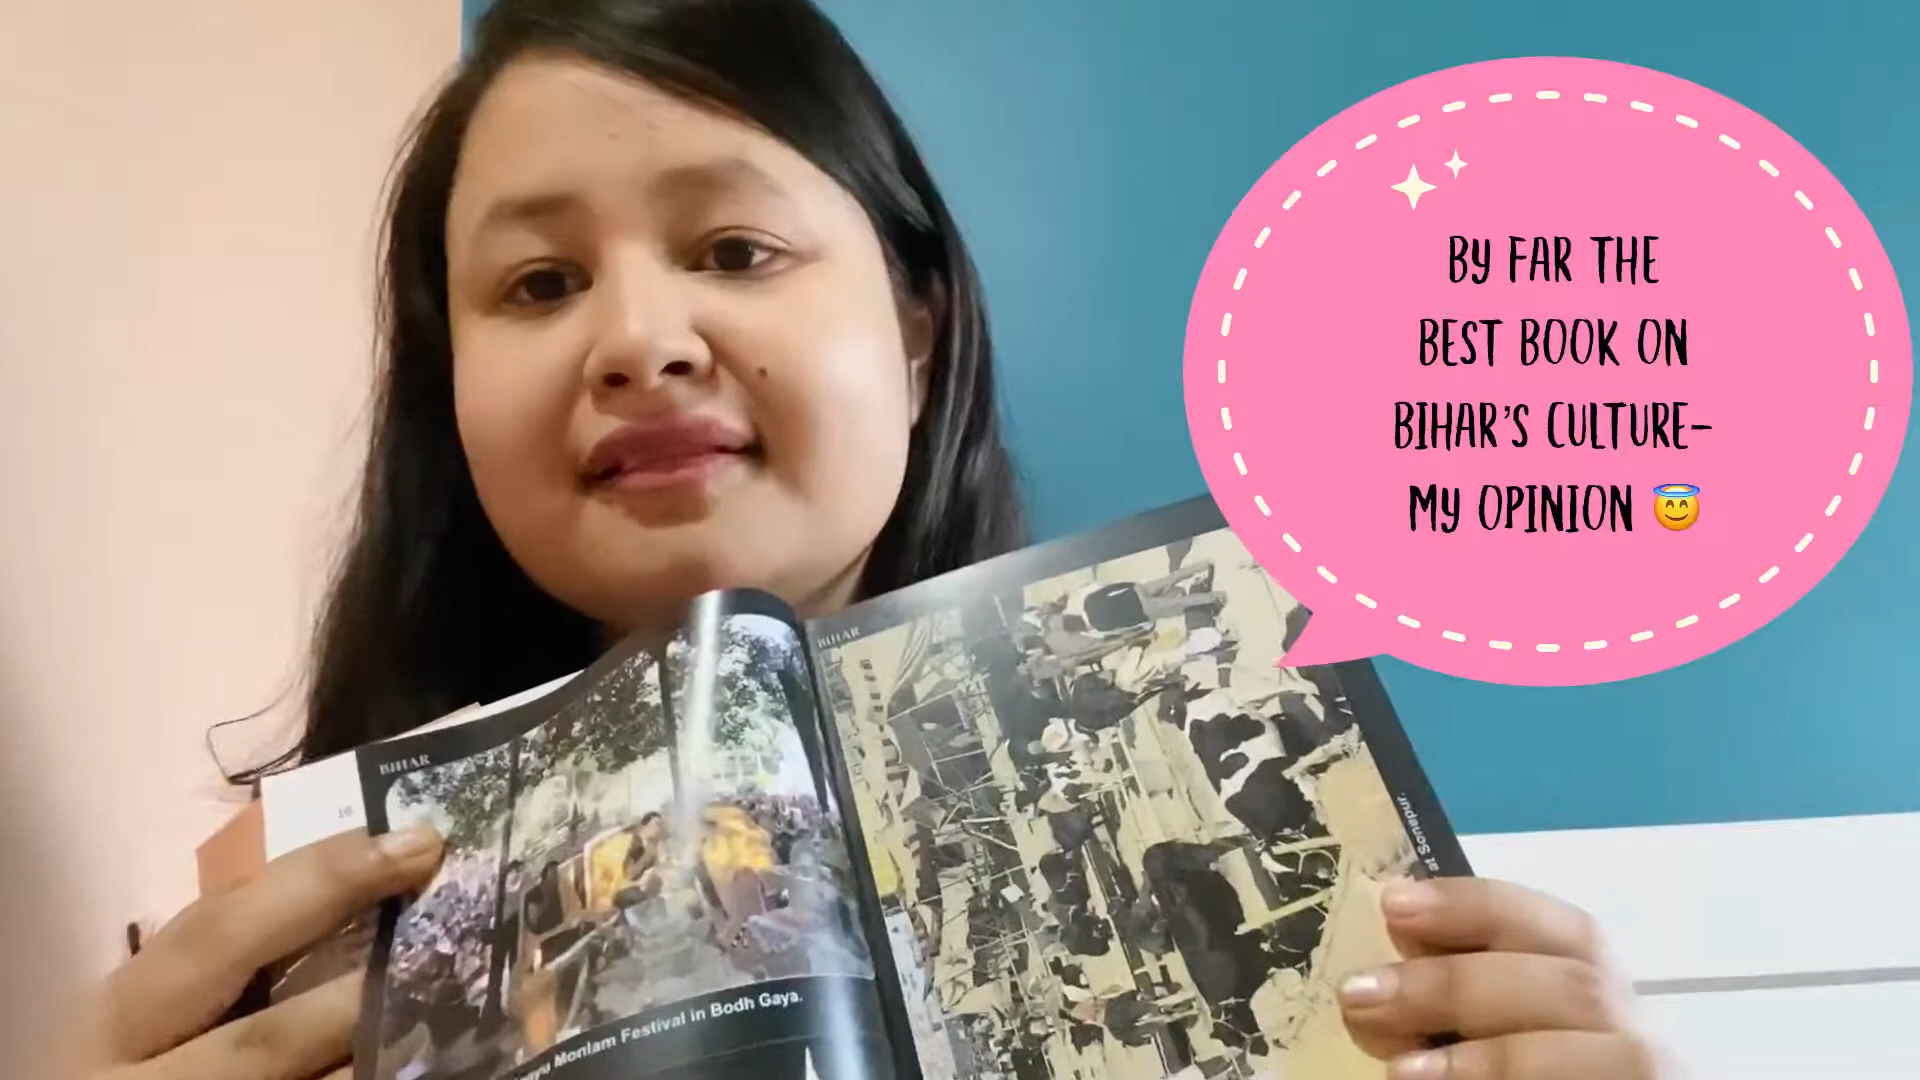 By FAR THE
BEST BOOK ON
BIHAR'S CULTURE-
My OPINION 😇
BIHAR
BIHAR
16
Monlam Festival in Bodh Gaya.
at Sonepur.